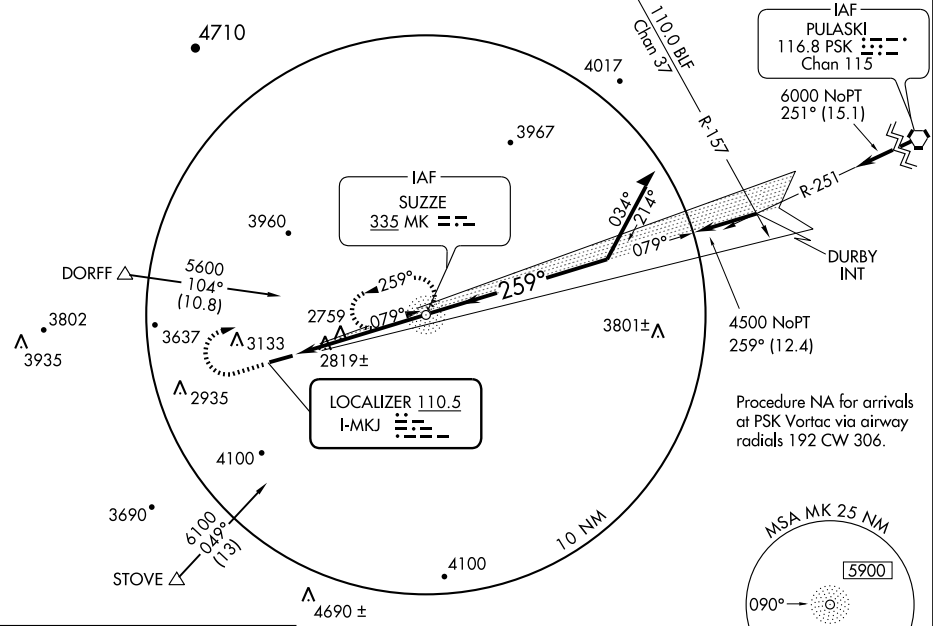 4710
110.0 BLF
Chan 37
R-157
4017
3967
IAF
PULASKI
116.8 PSK
Chan 115
6000 NoPT
251° (15.1)
R-251
IAF
SUZZE
335 MK
3960
034°
214°
079°
DURBY
INT
259°
259°
079°
DORFF
5600
104°
(10.8)
3802
3935
3637
3133
2759
2819±
3801±
4500 NoPT
259° (12.4)
2935
LOCALIZER 110.5
I-MKJ
Procedure NA for arrivals
at PSK Vortac via airway
radials 192 CW 306.
4100
3690
6100
049°
(13)
STOVE
4690 ±
4100
10 NM
MSA MK 25 NM
5900
090°